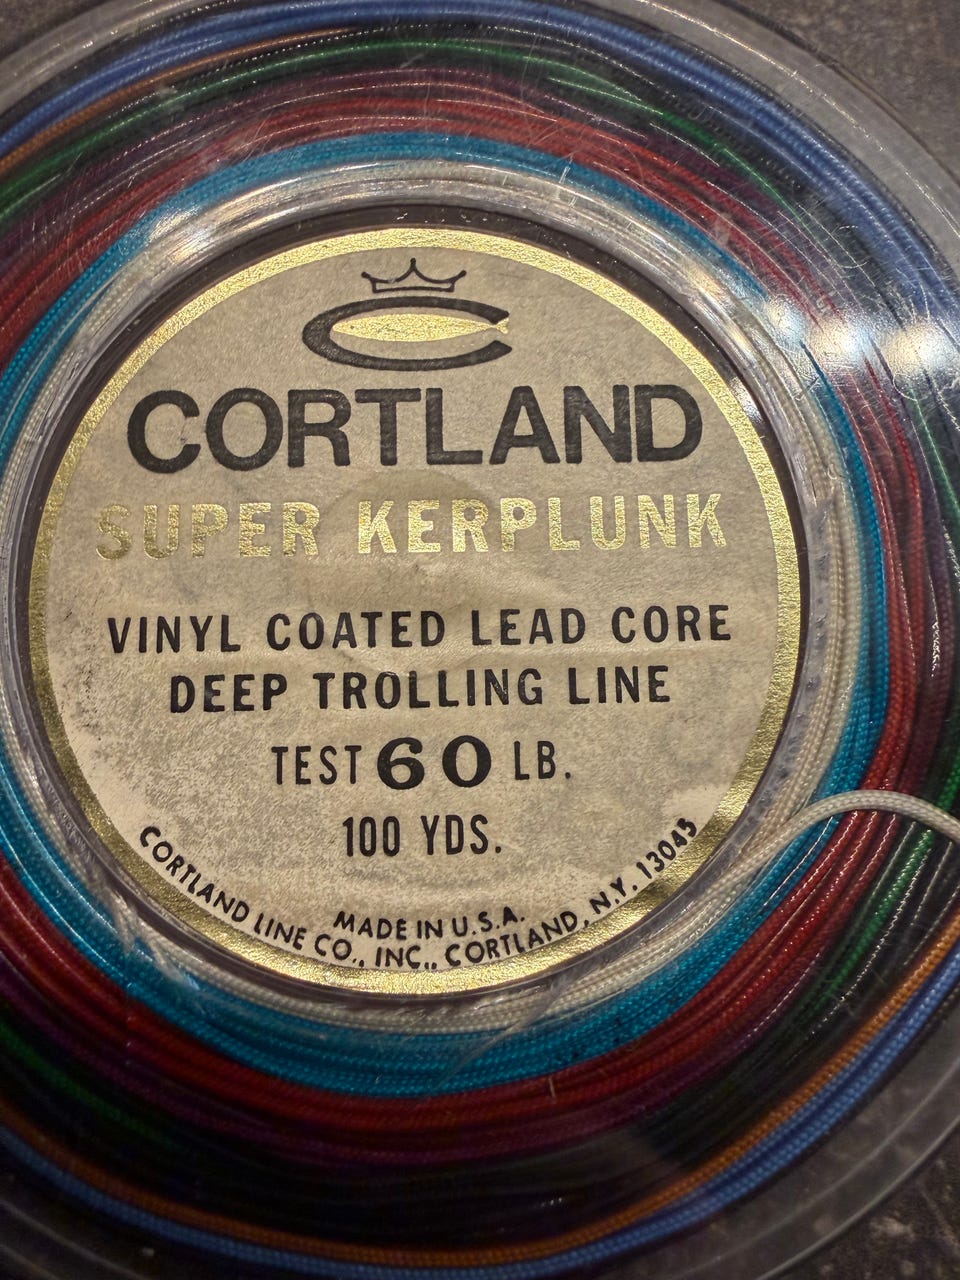 CORTLAND
SUPER KERPLUNK
VINYL COATED LEAD CORE
DEEP TROLLING LINE
TEST 60 LB.
100 YDS.
MADE IN U.S.A.
CORTLAND LINE CO., INC., CORTLAND, N.Y. 13045